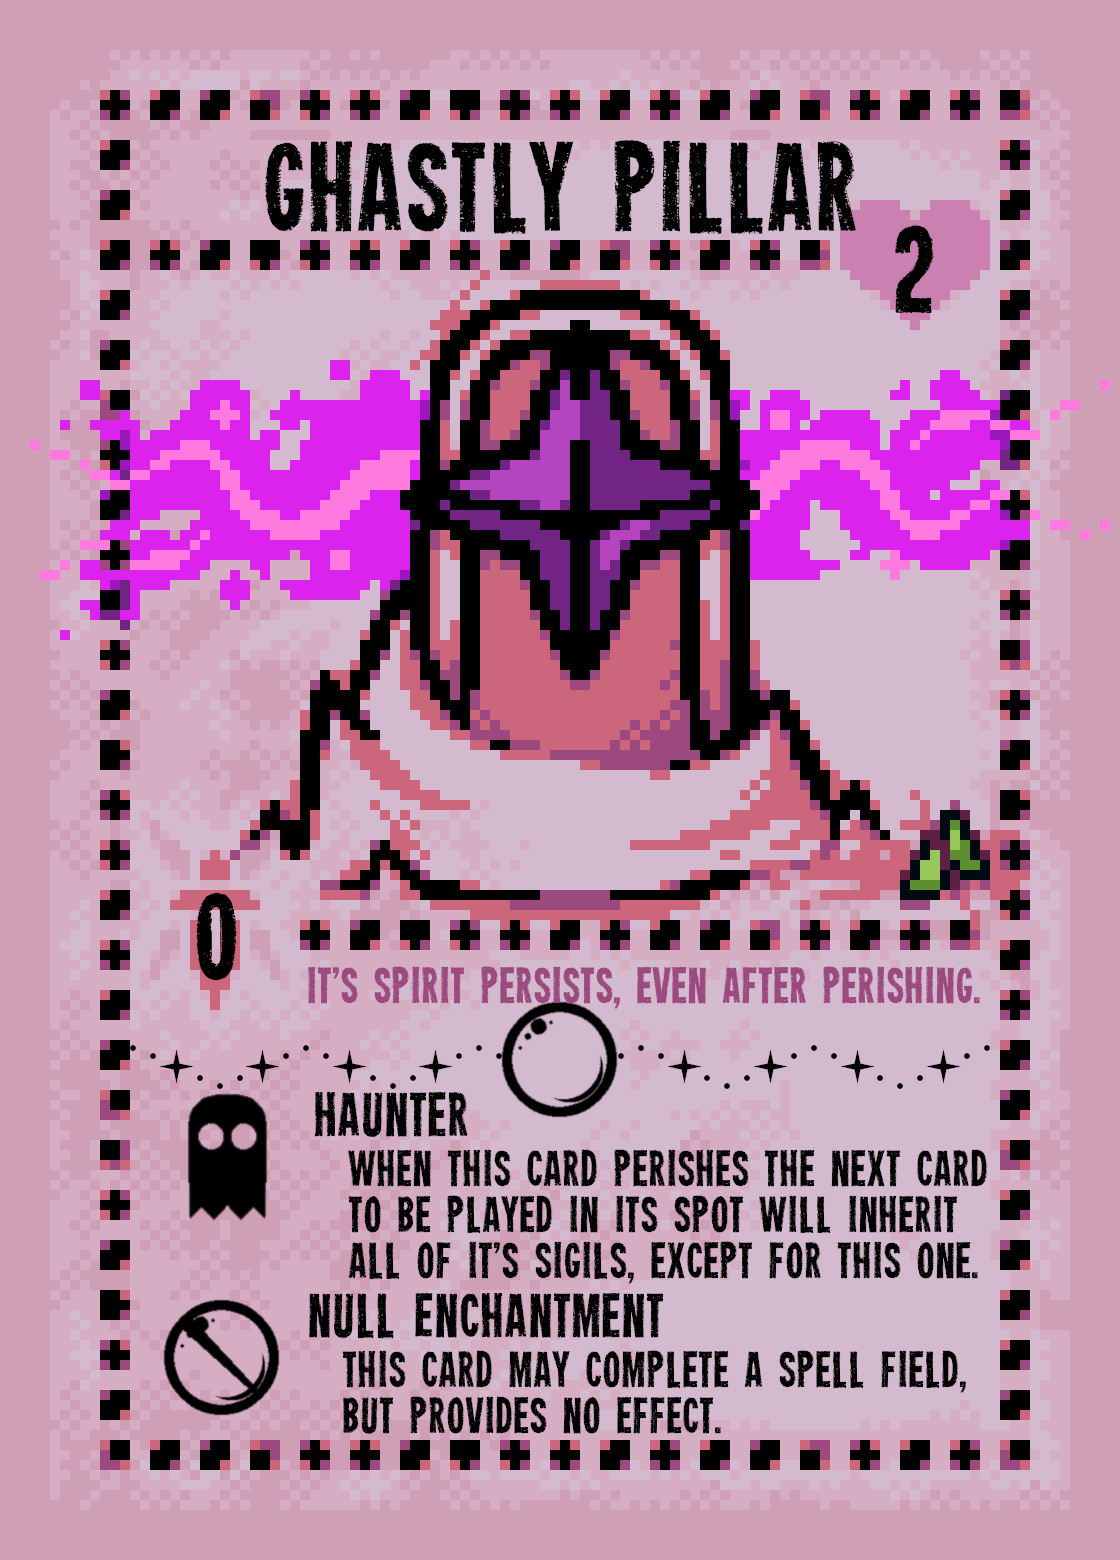 GHASTLY PILLAR
2
0
IT'S SPIRIT PERSISTS, EVEN AFTER PERISHING.
HAUNTER
WHEN THIS CARD PERISHES THE NEXT CARD
TO BE PLAYED IN ITS SPOT WILL INHERIT
ALL OF IT'S SIGILS, EXCEPT FOR THIS ONE.
NULL ENCHANTMENT
THIS CARD MAY COMPLETE A SPELL FIELD,
BUT PROVIDES NO EFFECT.